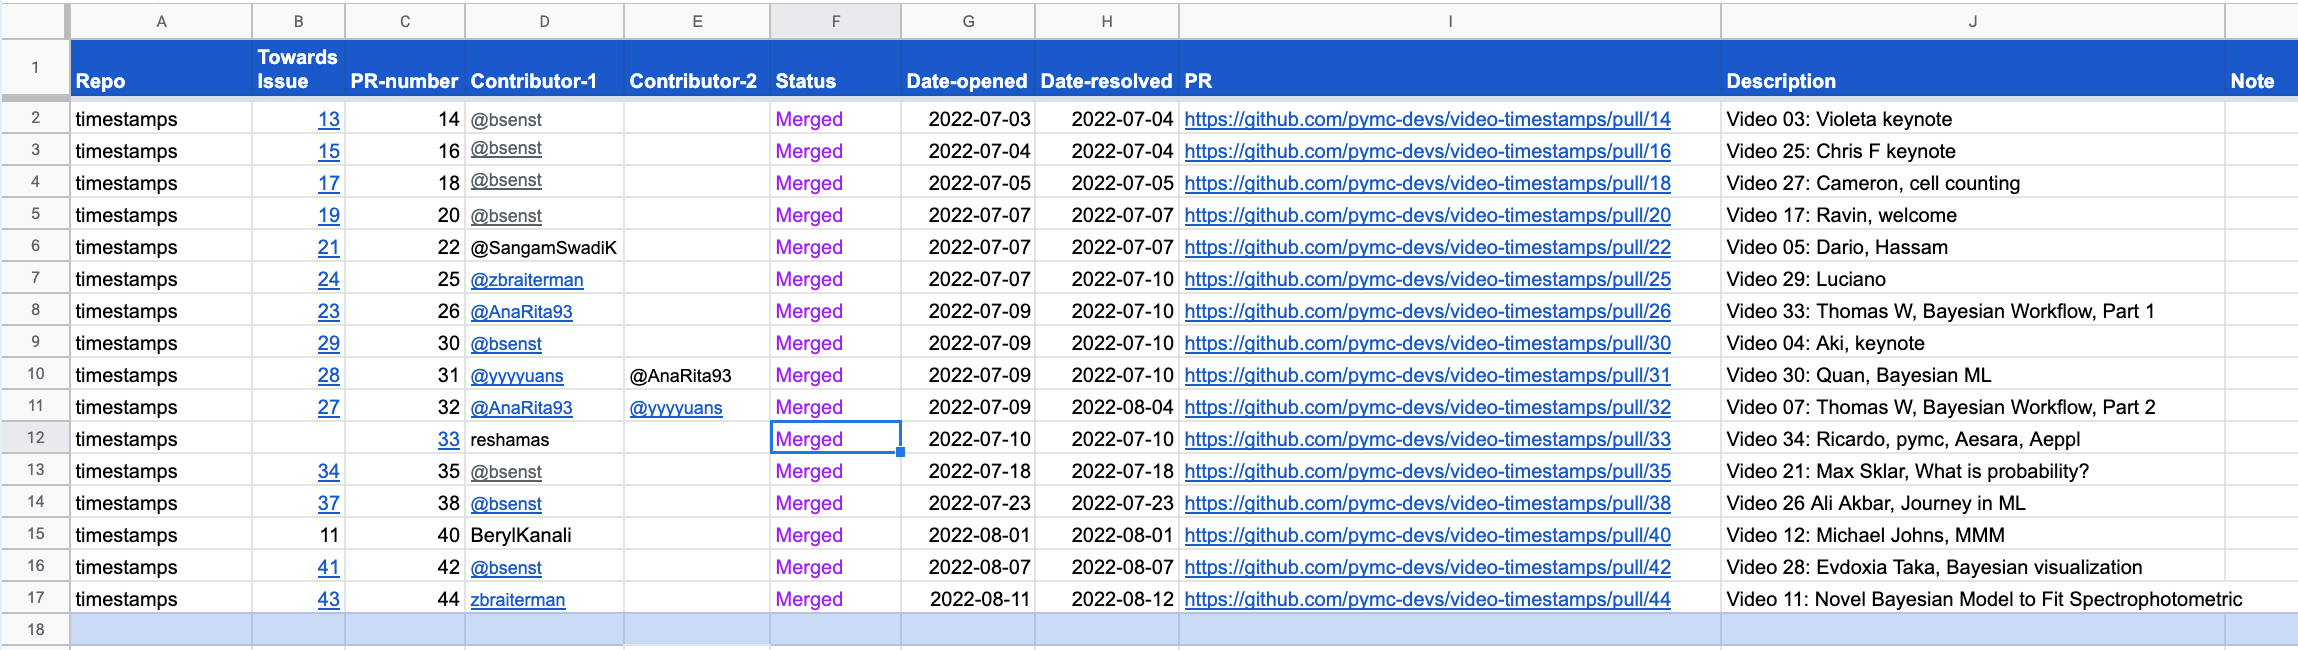 A B C D E F G H I J
1 Repo Towards Issue PR-number Contributor-1 Contributor-2 Status Date-opened Date-resolved PR Description Note
2 timestamps 13 14 @bsenst Merged 2022-07-03 2022-07-04 https://github.com/pymc-devs/video-timestamps/pull/14 Video 03: Violeta keynote
3 timestamps 15 16 @bsenst Merged 2022-07-04 2022-07-04 https://github.com/pymc-devs/video-timestamps/pull/16 Video 25: Chris F keynote
4 timestamps 17 18 @bsenst Merged 2022-07-05 2022-07-05 https://github.com/pymc-devs/video-timestamps/pull/18 Video 27: Cameron, cell counting
5 timestamps 19 20 @bsenst Merged 2022-07-07 2022-07-07 https://github.com/pymc-devs/video-timestamps/pull/20 Video 17: Ravin, welcome
6 timestamps 21 22 @SangamSwadiK Merged 2022-07-07 2022-07-07 https://github.com/pymc-devs/video-timestamps/pull/22 Video 05: Dario, Hassam
7 timestamps 24 25 @zbraiterman Merged 2022-07-07 2022-07-10 https://github.com/pymc-devs/video-timestamps/pull/25 Video 29: Luciano
8 timestamps 23 26 @AnaRita93 Merged 2022-07-09 2022-07-10 https://github.com/pymc-devs/video-timestamps/pull/26 Video 33: Thomas W, Bayesian Workflow, Part 1
9 timestamps 29 30 @bsenst Merged 2022-07-09 2022-07-10 https://github.com/pymc-devs/video-timestamps/pull/30 Video 04: Aki, keynote
10 timestamps 28 31 @yyyyuans @AnaRita93 Merged 2022-07-09 2022-07-10 https://github.com/pymc-devs/video-timestamps/pull/31 Video 30: Quan, Bayesian ML
11 timestamps 27 32 @AnaRita93 @yyyyuans Merged 2022-07-09 2022-08-04 https://github.com/pymc-devs/video-timestamps/pull/32 Video 07: Thomas W, Bayesian Workflow, Part 2
12 timestamps 33 reshamas Merged 2022-07-10 2022-07-10 https://github.com/pymc-devs/video-timestamps/pull/33 Video 34: Ricardo, pymc, Aesara, Aeppl
13 timestamps 34 35 @bsenst Merged 2022-07-18 2022-07-18 https://github.com/pymc-devs/video-timestamps/pull/35 Video 21: Max Sklar, What is probability?
14 timestamps 37 38 @bsenst Merged 2022-07-23 2022-07-23 https://github.com/pymc-devs/video-timestamps/pull/38 Video 26 Ali Akbar, Journey in ML
15 timestamps 11 40 BerylKanali Merged 2022-08-01 2022-08-01 https://github.com/pymc-devs/video-timestamps/pull/40 Video 12: Michael Johns, MMM
16 timestamps 41 42 @bsenst Merged 2022-08-07 2022-08-07 https://github.com/pymc-devs/video-timestamps/pull/42 Video 28: Evdoxia Taka, Bayesian visualization
17 timestamps 43 44 zbraiterman Merged 2022-08-11 2022-08-12 https://github.com/pymc-devs/video-timestamps/pull/44 Video 11: Novel Bayesian Model to Fit Spectrophotometric
18